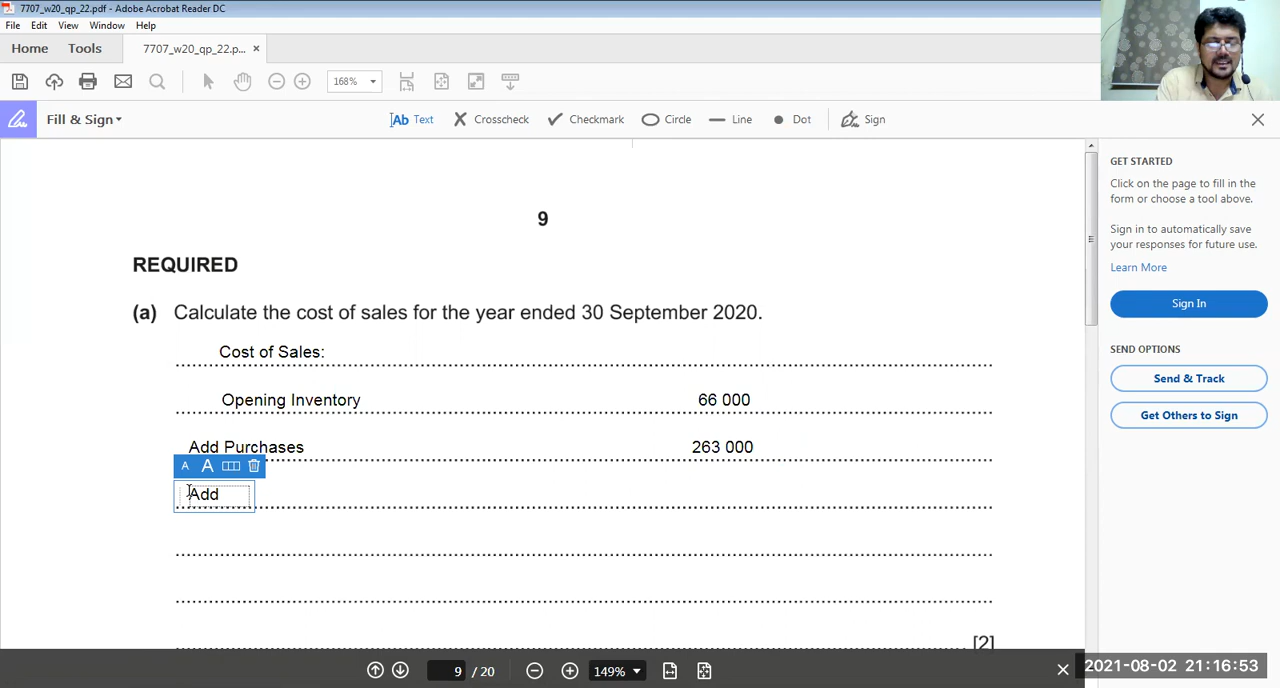 7707_w20_qp_22.pdf - Adobe Acrobat Reader DC
File Edit View Window Help
Home Tools 7707_w20_qp_22.p... ×
168%
Fill & Sign
Ab Text Crosscheck Checkmark Circle Line Dot Sign
9
REQUIRED
(a) Calculate the cost of sales for the year ended 30 September 2020.
Cost of Sales:
Opening Inventory 66 000
Add Purchases 263 000
A A
Add
[2]
GET STARTED
Click on the page to fill in the
form or choose a tool above.
Sign in to automatically save
your responses for future use.
Learn More
Sign In
SEND OPTIONS
Send & Track
Get Others to Sign
9 / 20 149%
2021-08-02 21:16:53